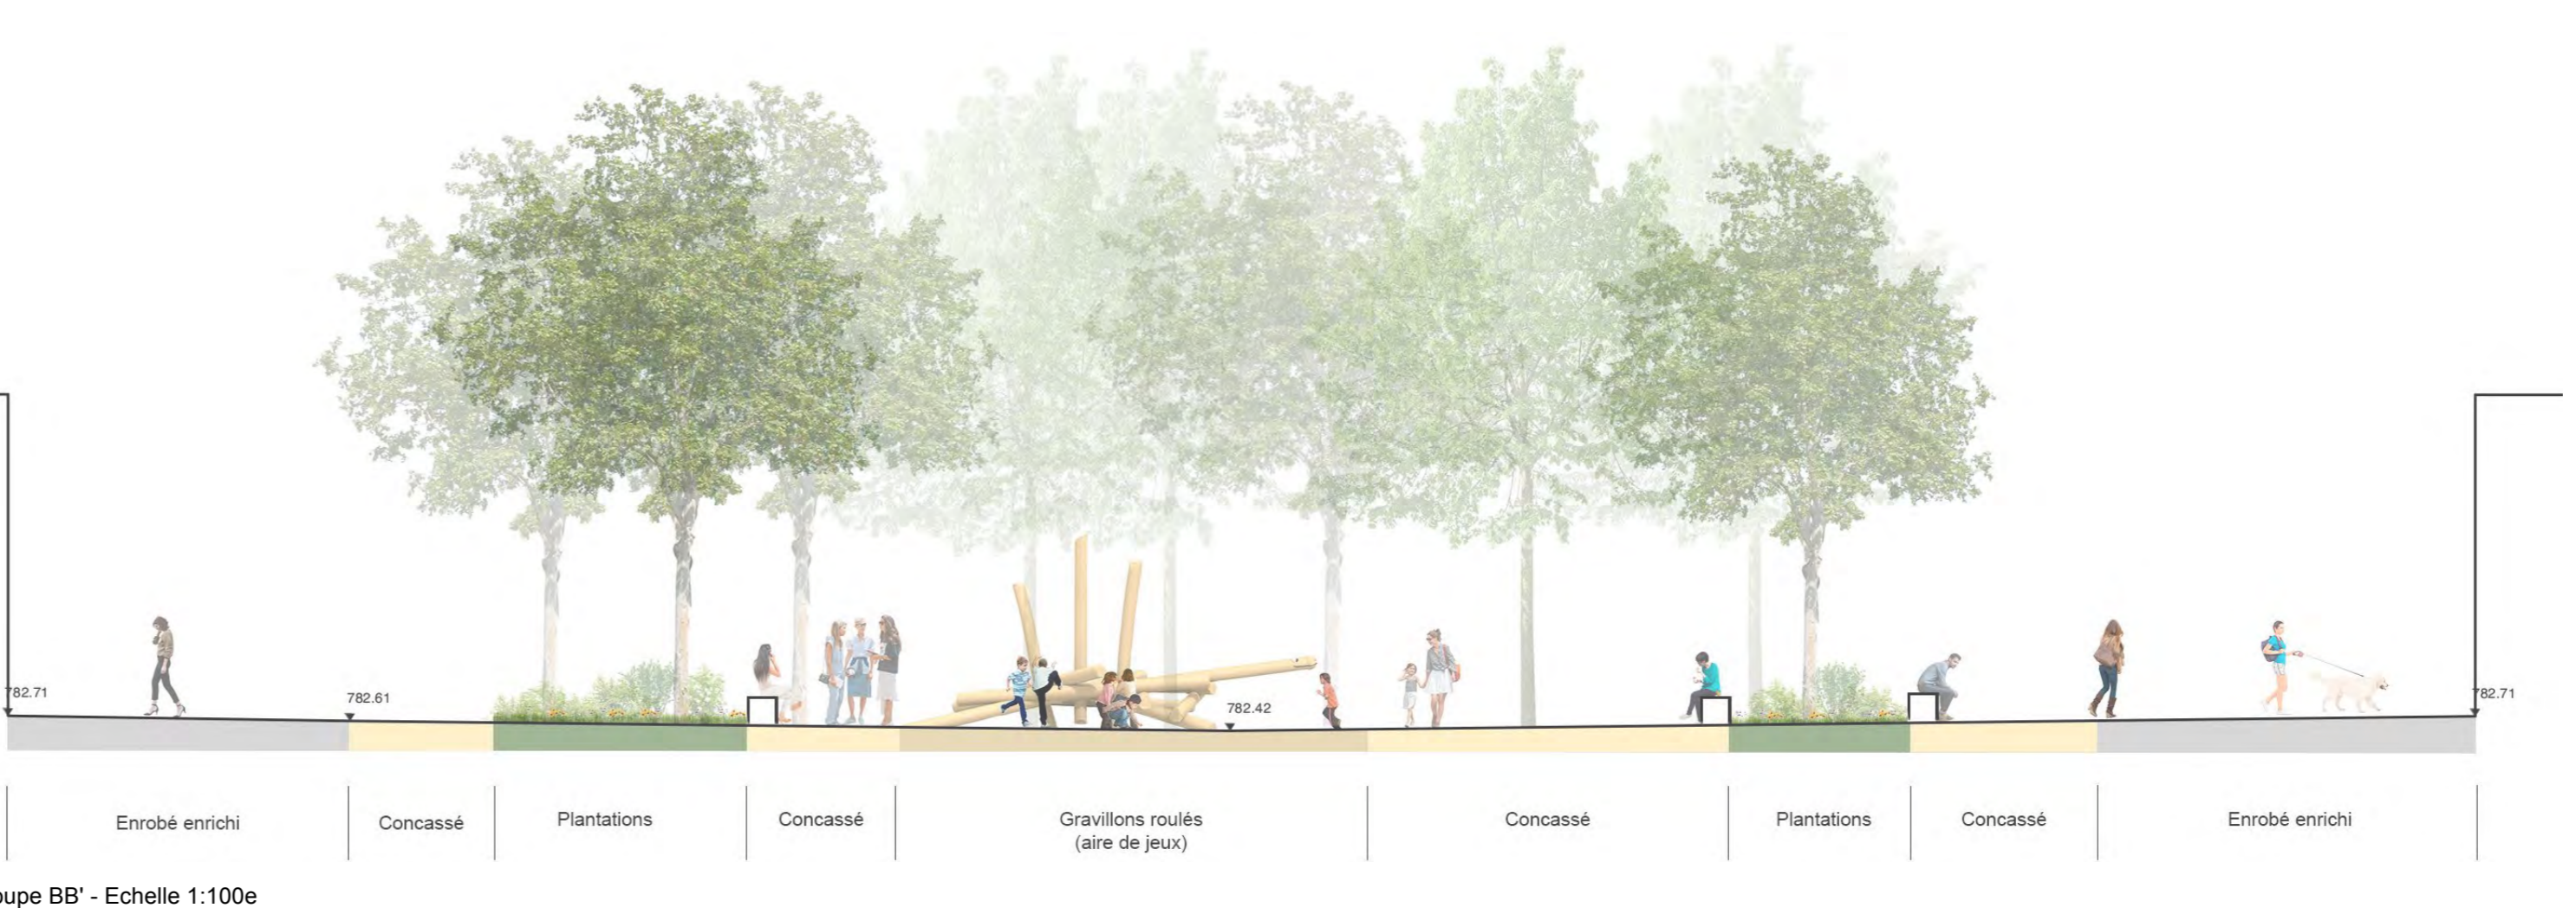 782.71
782.61
782.42
782.71
Enrobé enrichi
Concassé
Plantations
Concassé
Gravillons roulés
(aire de jeux)
Concassé
Plantations
Concassé
Enrobé enrichi
oupe BB' - Echelle 1:100e